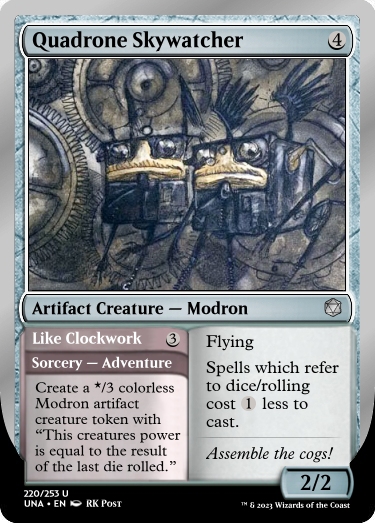 Quadrone Skywatcher 4
Artifact Creature — Modron
Like Clockwork 3
Sorcery — Adventure
Create a */3 colorless
Modron artifact
creature token with
“This creatures power
is equal to the result
of the last die rolled.”
Flying
Spells which refer
to dice/rolling
cost 1 less to
cast.
Assemble the cogs!
2/2
220/253 U
UNA • EN RK Post
™ & © 2023 Wizards of the Coast